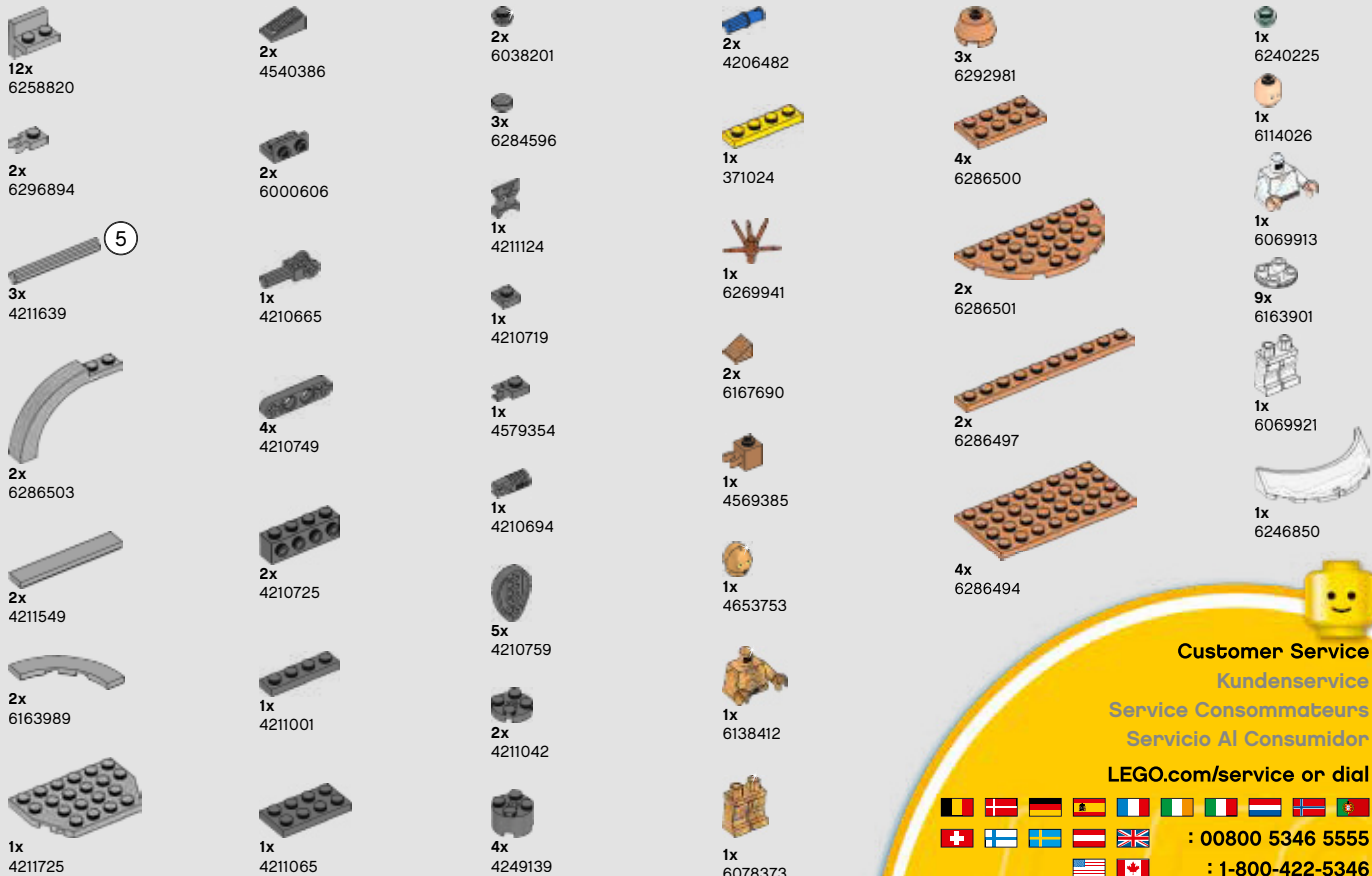 12x
6258820
2x
6296894
5
3x
4211639
2x
6286503
2x
4211549
2x
6163989
1x
4211725
2x
4540386
2x
6000606
1x
4210665
4x
4210749
2x
4210725
1x
4211001
1x
4211065
2x
6038201
3x
6284596
1x
4211124
1x
4210719
1x
4579354
1x
4210694
5x
4210759
2x
4211042
4x
4249139
2x
4206482
1x
371024
1x
6269941
2x
6167690
1x
4569385
1x
4653753
1x
6138412
1x
6078373
3x
6292981
4x
6286500
2x
6286501
2x
6286497
4x
6286494
1x
6240225
1x
6114026
1x
6069913
9x
6163901
1x
6069921
1x
6246850
Customer Service
Kundenservice
Service Consommateurs
Servicio Al Consumidor
LEGO.com/service or dial
: 00800 5346 5555
: 1-800-422-5346